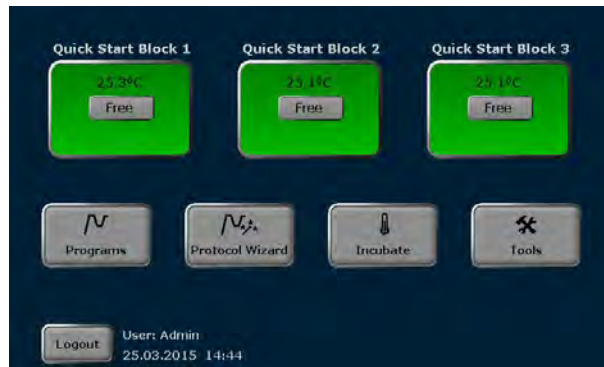 Quick Start Block 1 Quick Start Block 2 Quick Start Block 3
25.3ºC 25.1ºC 25.1ºC
Free Free Free
Programs Protocol Wizard Incubate Tools
Logout User: Admin
25.03.2015 14:44